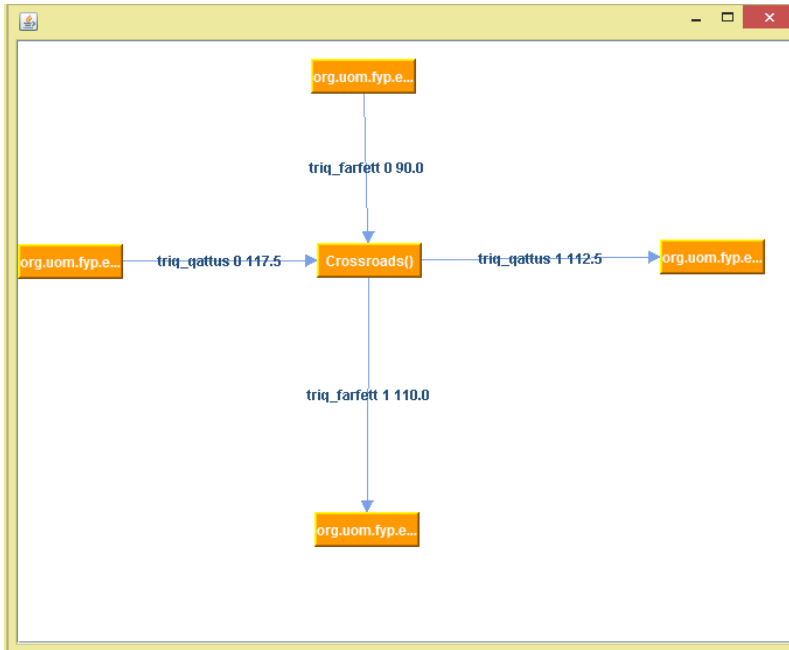 org.uom.fyp.e...
triq_farfett 0 90.0
org.uom.fyp.e...
triq_qattus 0 117.5
Crossroads()
triq_qattus 1 112.5
org.uom.fyp.e...
triq_farfett 1 110.0
org.uom.fyp.e...